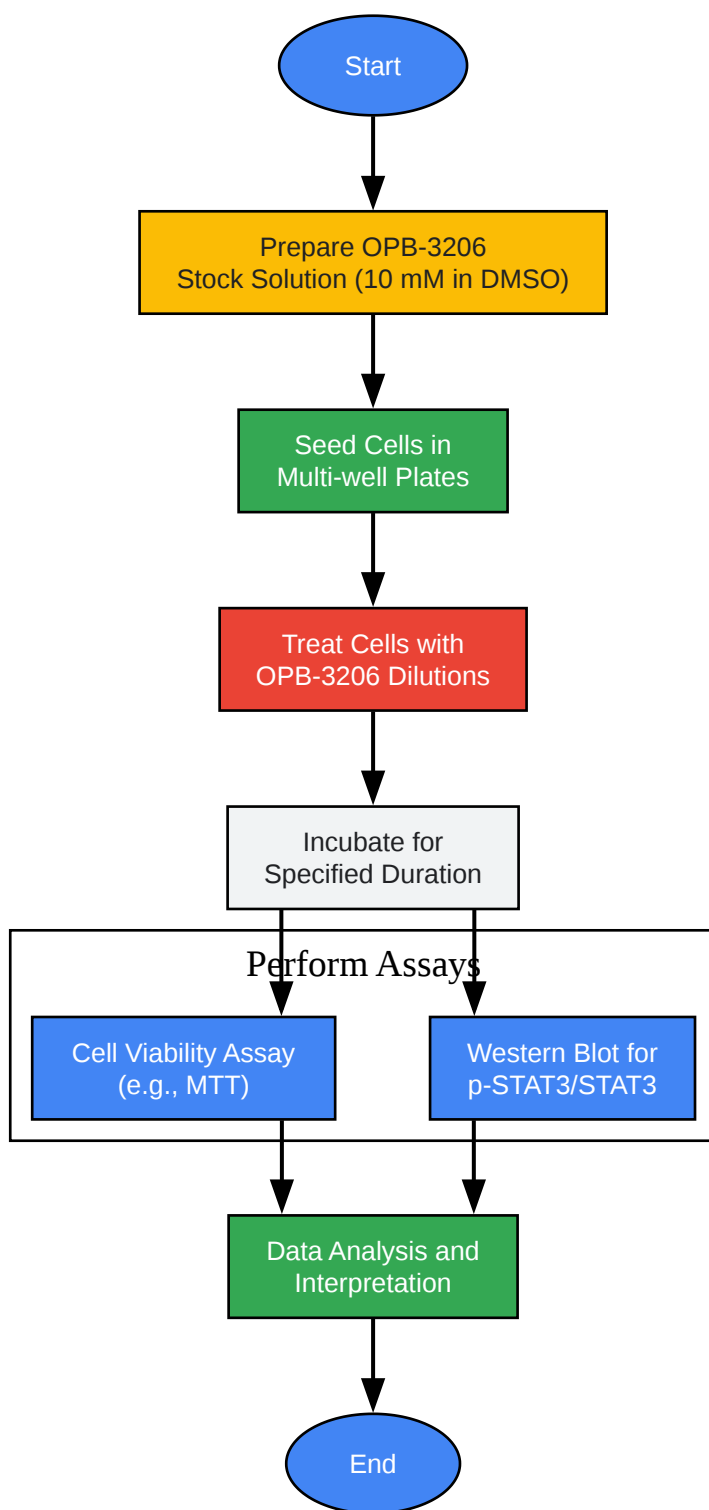 Start
Prepare OPB-3206
Stock Solution (10 mM in DMSO)
Seed Cells in
Multi-well Plates
Treat Cells with
OPB-3206 Dilutions
Incubate for
Specified Duration
Perform Assays
Cell Viability Assay
(e.g., MTT)
Western Blot for
p-STAT3/STAT3
Data Analysis and
Interpretation
End